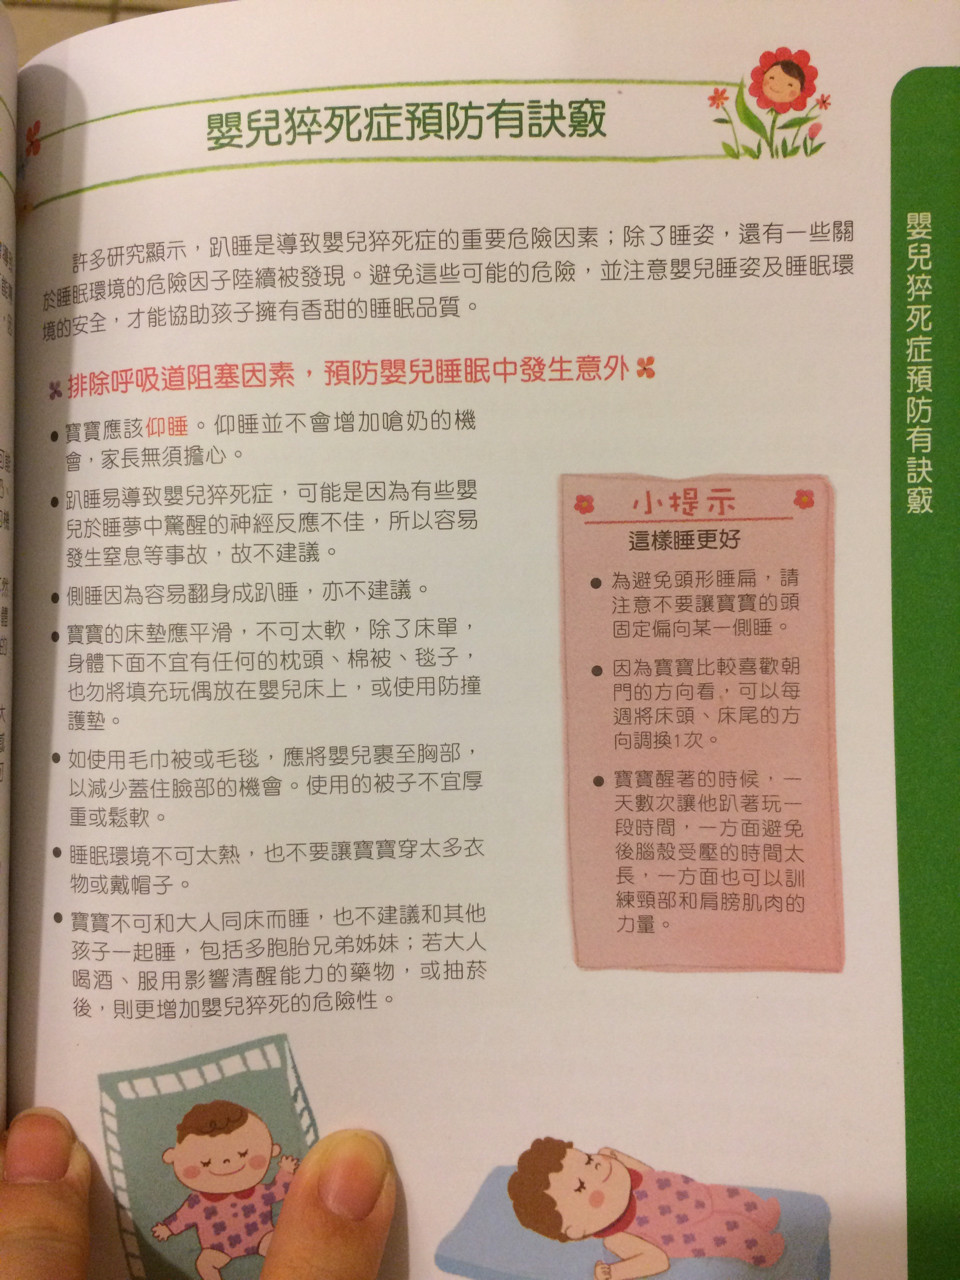 嬰兒猝死症預防有訣竅
許多研究顯示，趴睡是導致嬰兒猝死症的重要危險因素；除了睡姿，還有一些關
於睡眠環境的危險因子陸續被發現。避免這些可能的危險，並注意嬰兒睡姿及睡眠環
境的安全，才能協助孩子擁有香甜的睡眠品質。
排除呼吸道阻塞因素，預防嬰兒睡眠中發生意外
● 寶寶應該仰睡。仰睡並不會增加嗆奶的機
會，家長無須擔心。
● 趴睡易導致嬰兒猝死症，可能是因為有些嬰
兒於睡夢中驚醒的神經反應不佳，所以容易
發生窒息等事故，故不建議。
● 側睡因為容易翻身成趴睡，亦不建議。
● 寶寶的床墊應平滑，不可太軟，除了床單，
身體下面不宜有任何的枕頭、棉被、毯子，
也勿將填充玩偶放在嬰兒床上，或使用防撞
護墊。
● 如使用毛巾被或毛毯，應將嬰兒裹至胸部，
以減少蓋住臉部的機會。使用的被子不宜厚
重或鬆軟。
● 睡眠環境不可太熱，也不要讓寶寶穿太多衣
物或戴帽子。
● 寶寶不可和大人同床而睡，也不建議和其他
孩子一起睡，包括多胞胎兄弟姊妹；若大人
喝酒、服用影響清醒能力的藥物，或抽菸
後，則更增加嬰兒猝死的危險性。
小提示
這樣睡更好
● 為避免頭形睡扁，請
注意不要讓寶寶的頭
固定偏向某一側睡。
● 因為寶寶比較喜歡朝
門的方向看，可以每
週將床頭、床尾的方
向調換1次。
● 寶寶醒著的時候，一
天數次讓他趴著玩一
段時間，一方面避免
後腦殼受壓的時間太
長，一方面也可以訓
練頸部和肩膀肌肉的
力量。
嬰兒猝死症預防有訣竅